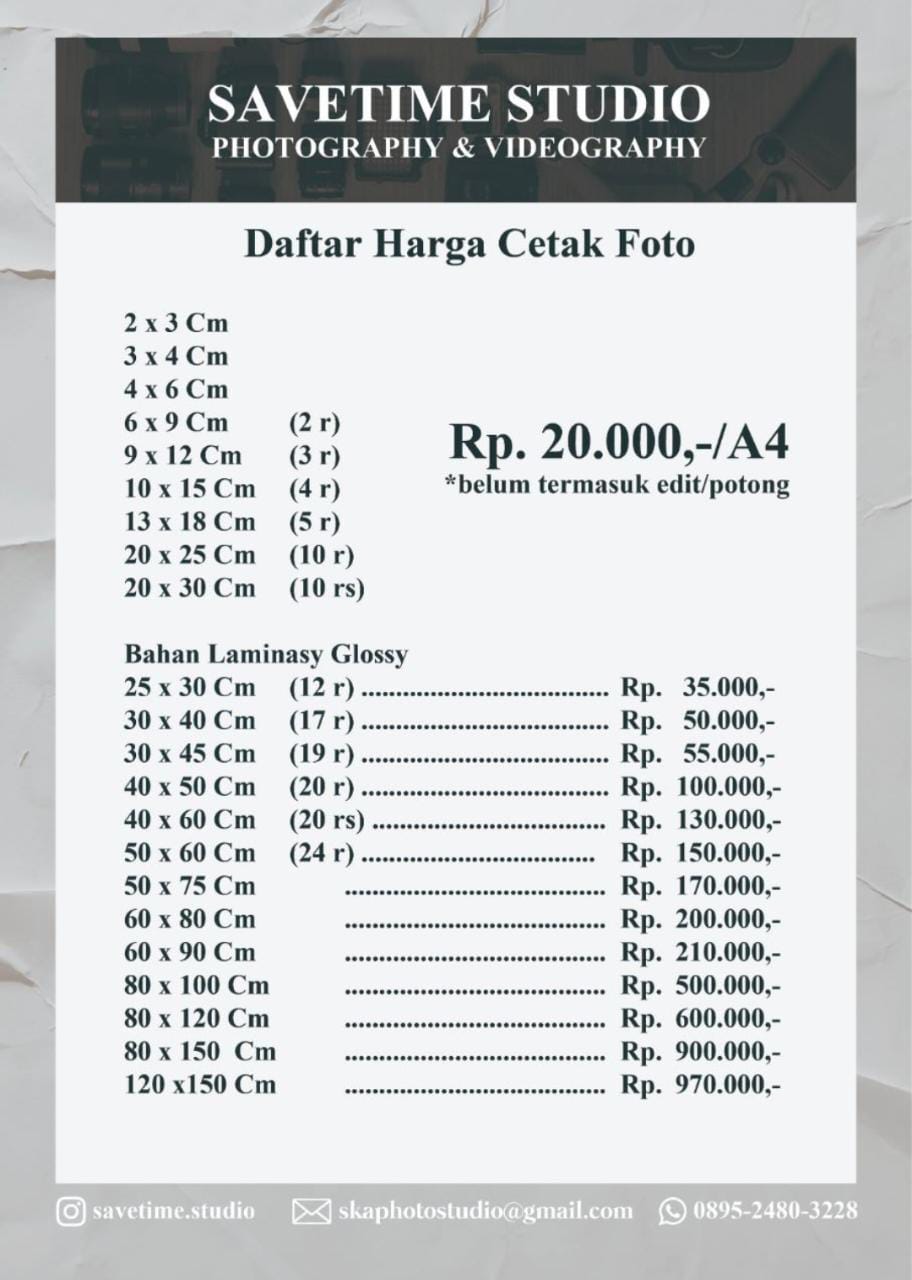 SAVETIME STUDIO
PHOTOGRAPHY & VIDEOGRAPHY
Daftar Harga Cetak Foto
2 x 3 Cm
3 x 4 Cm
4 x 6 Cm
6 x 9 Cm (2 r)
9 x 12 Cm (3 r)
10 x 15 Cm (4 r)
13 x 18 Cm (5 r)
20 x 25 Cm (10 r)
20 x 30 Cm (10 rs)
Rp. 20.000,-/A4
*belum termasuk edit/potong
Bahan Laminasy Glossy
25 x 30 Cm (12 r) .................................... Rp. 35.000,-
30 x 40 Cm (17 r) .................................... Rp. 50.000,-
30 x 45 Cm (19 r) .................................... Rp. 55.000,-
40 x 50 Cm (20 r) .................................... Rp. 100.000,-
40 x 60 Cm (20 rs) .................................. Rp. 130.000,-
50 x 60 Cm (24 r) .................................. Rp. 150.000,-
50 x 75 Cm ...................................... Rp. 170.000,-
60 x 80 Cm ...................................... Rp. 200.000,-
60 x 90 Cm ...................................... Rp. 210.000,-
80 x 100 Cm ...................................... Rp. 500.000,-
80 x 120 Cm ...................................... Rp. 600.000,-
80 x 150 Cm ...................................... Rp. 900.000,-
120 x150 Cm ...................................... Rp. 970.000,-
savetime.studio skaphotostudio@gmail.com 0895-2480-3228